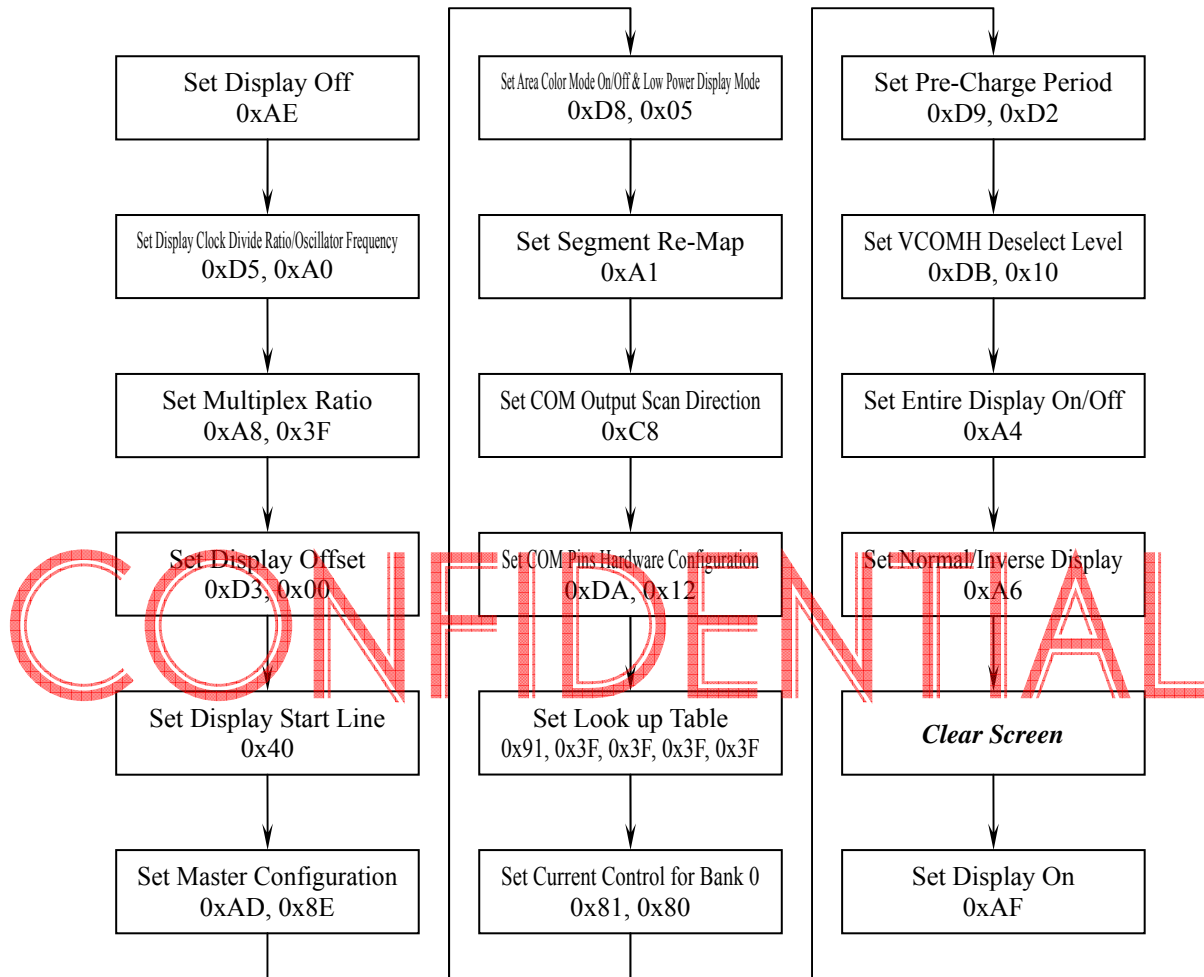 Set Display Off
0xAE
Set Display Clock Divide Ratio/Oscillator Frequency
0xD5, 0xA0
Set Multiplex Ratio
0xA8, 0x3F
Set Display Offset
0xD3, 0x00
Set Display Start Line
0x40
Set Master Configuration
0xAD, 0x8E
Set Area Color Mode On/Off & Low Power Display Mode
0xD8, 0x05
Set Segment Re-Map
0xA1
Set COM Output Scan Direction
0xC8
Set COM Pins Hardware Configuration
0xDA, 0x12
Set Look up Table
0x91, 0x3F, 0x3F, 0x3F, 0x3F
Set Current Control for Bank 0
0x81, 0x80
Set Pre-Charge Period
0xD9, 0xD2
Set VCOMH Deselect Level
0xDB, 0x10
Set Entire Display On/Off
0xA4
Set Normal/Inverse Display
0xA6
Clear Screen
Set Display On
0xAF
CONFIDENTIAL